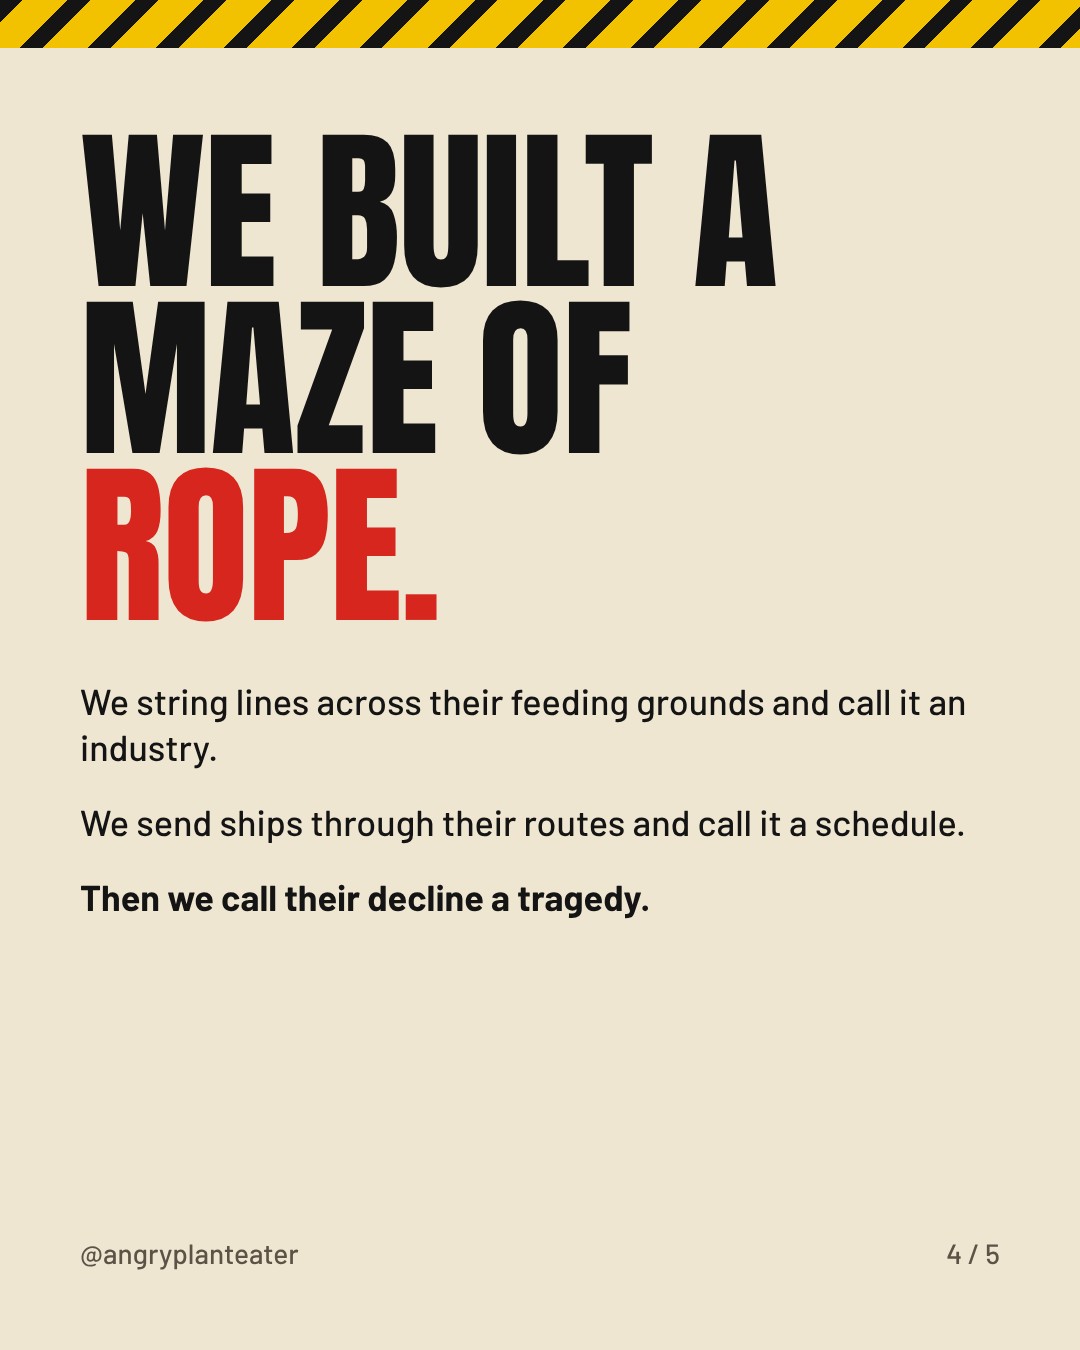 WE BUILT A
MAZE OF
ROPE.
We string lines across their feeding grounds and call it an
industry.
We send ships through their routes and call it a schedule.
Then we call their decline a tragedy.
@angryplanteater
4 / 5